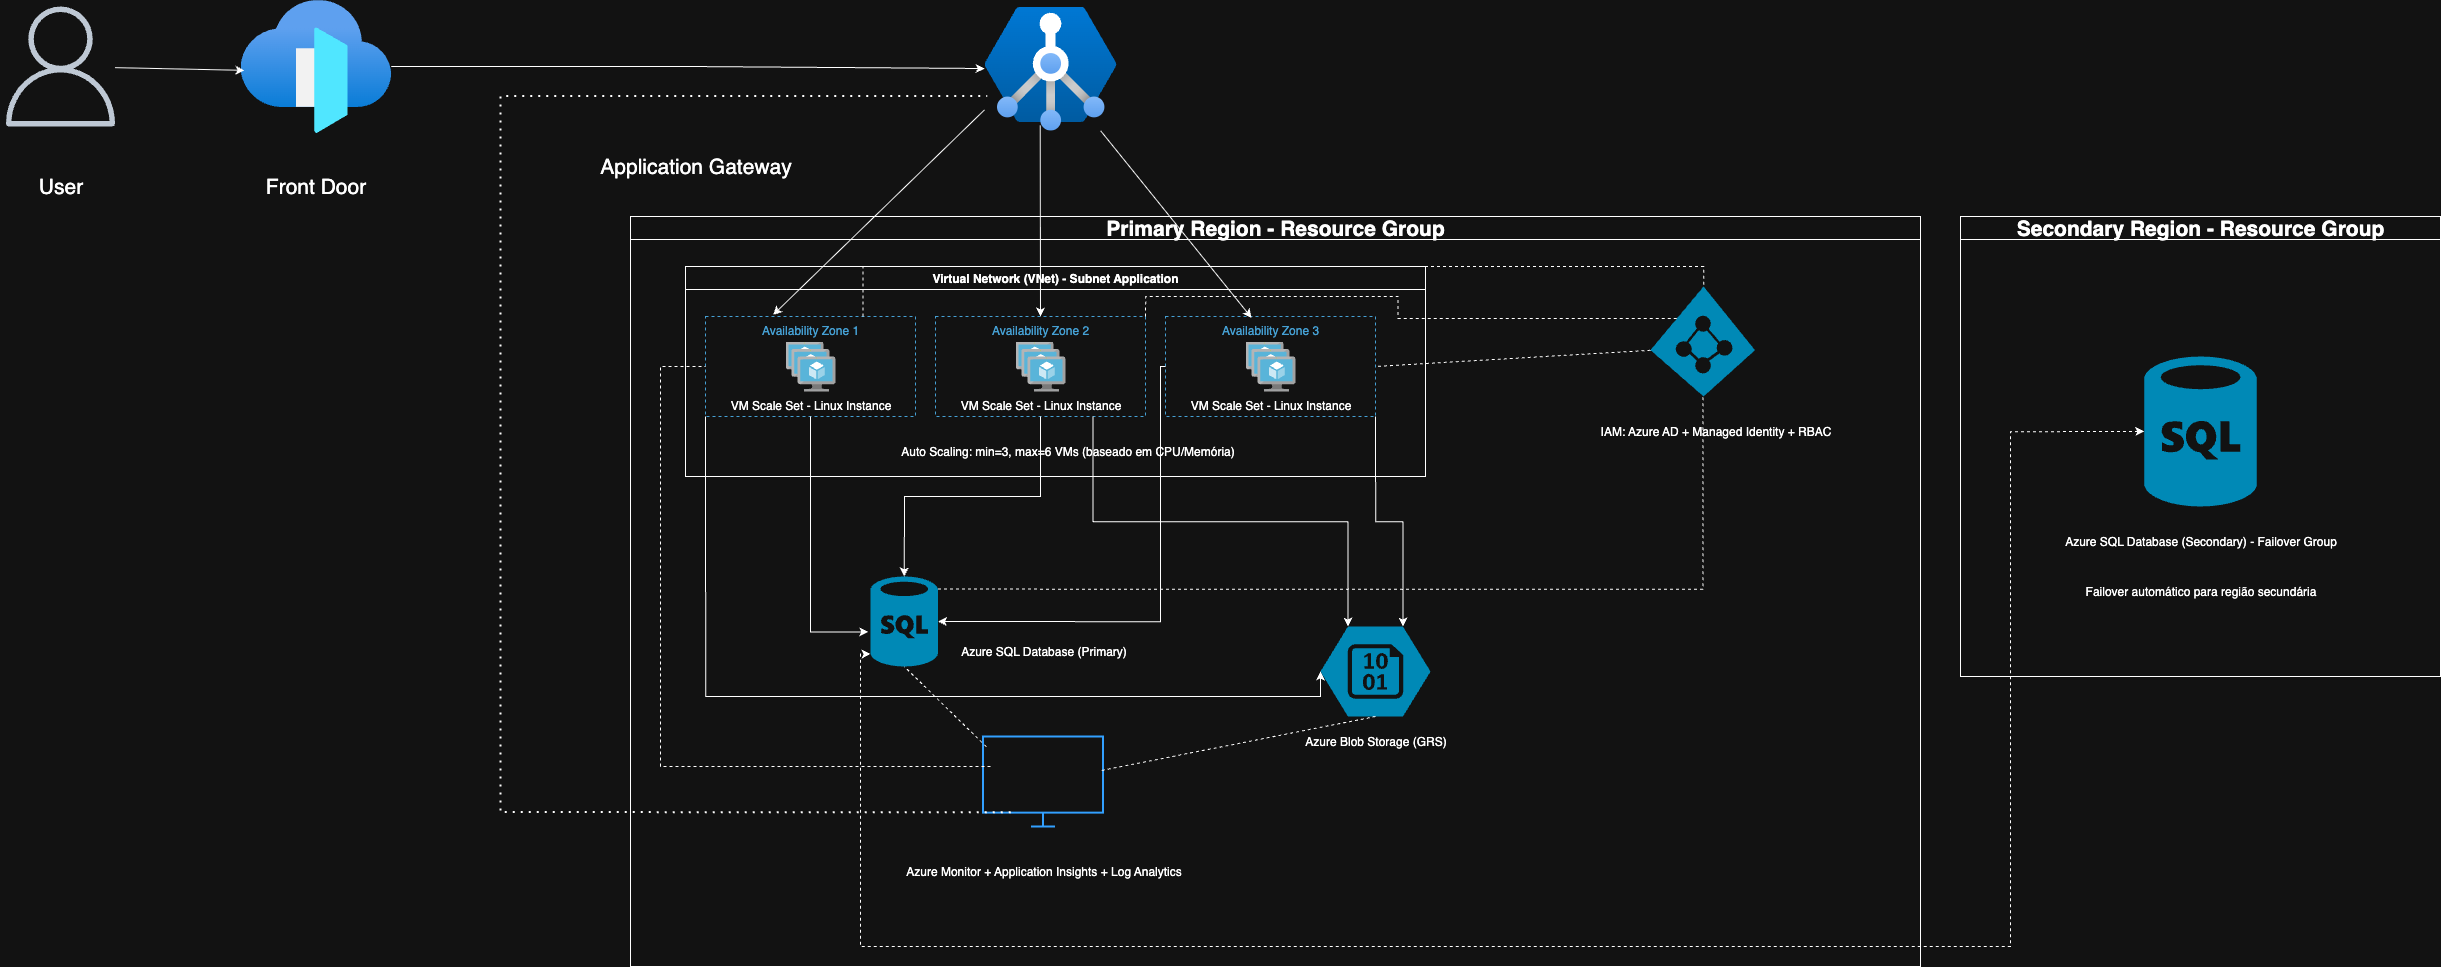 User
Front Door
Application Gateway
Primary Region - Resource Group
Secondary Region - Resource Group
Virtual Network (VNet) - Subnet Application
Availability Zone 1
Availability Zone 2
Availability Zone 3
VM Scale Set - Linux Instance
VM Scale Set - Linux Instance
VM Scale Set - Linux Instance
Auto Scaling: min=3, max=6 VMs (baseado em CPU/Memória)
IAM: Azure AD + Managed Identity + RBAC
SQL
Azure SQL Database (Secondary) - Failover Group
Failover automático para região secundária
SQL
Azure SQL Database (Primary)
10
01
Azure Blob Storage (GRS)
Azure Monitor + Application Insights + Log Analytics